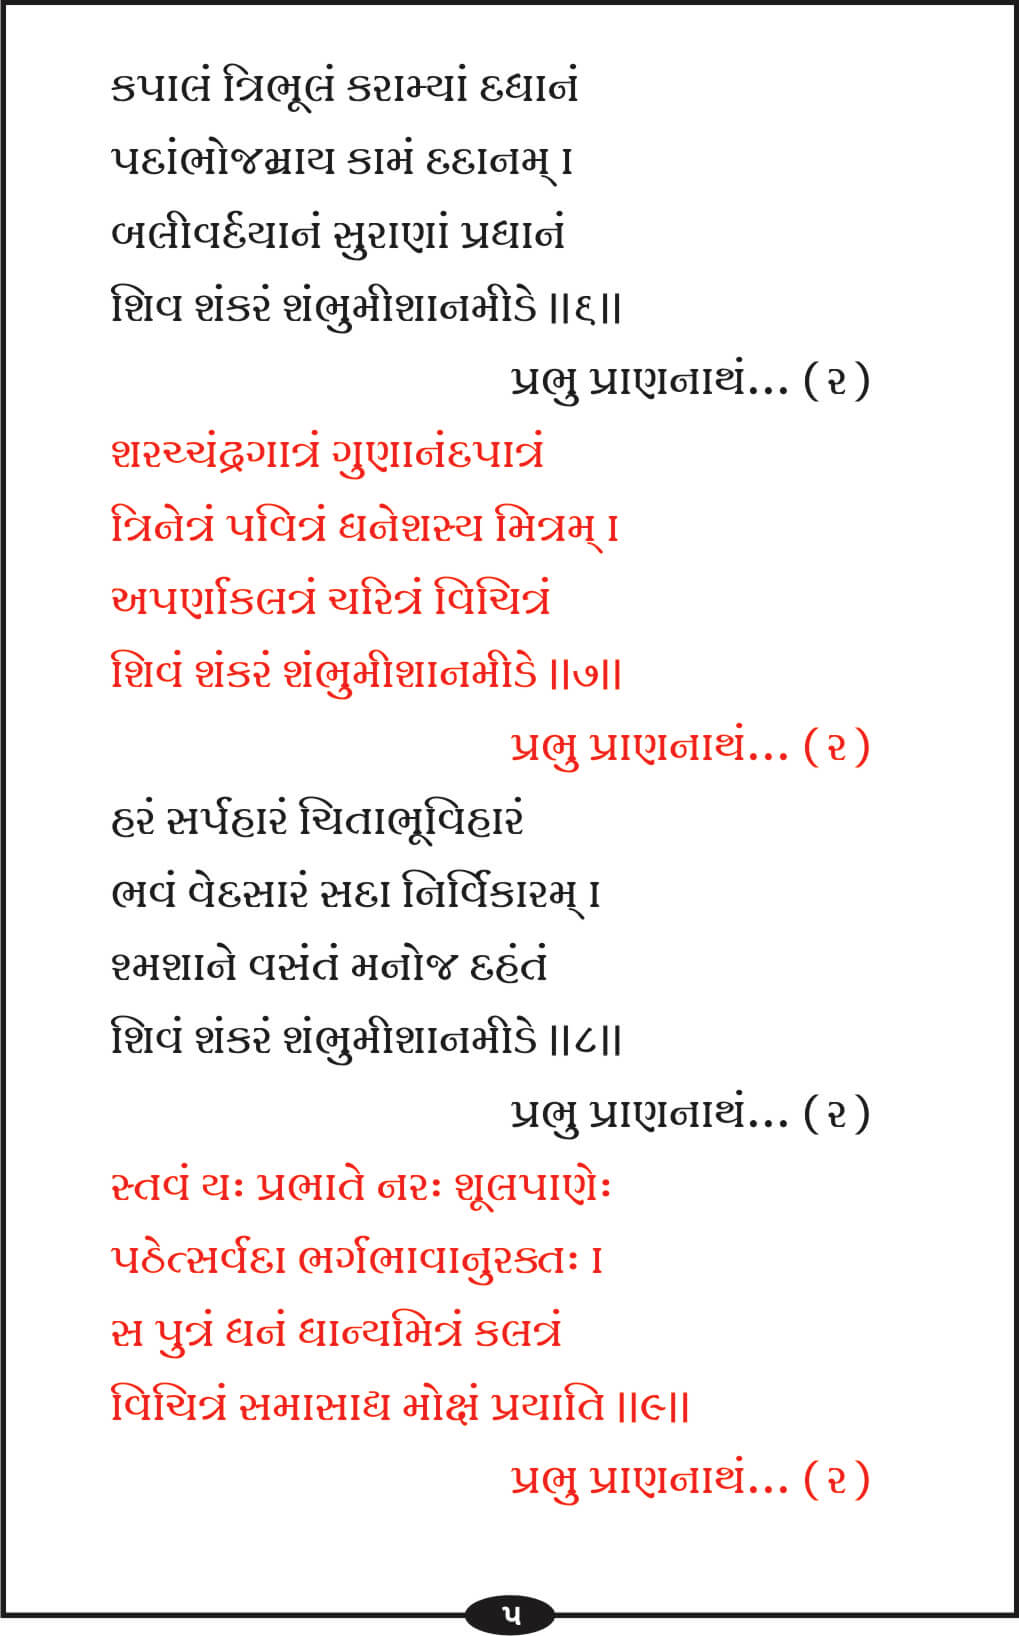 કપાલં ત્રિભૂલં કરામ્યાં દધાનં
પદાંભોજમ્રાય કામં દદાનમ્ ।
બલીવર્દયાનં સુરાણાં પ્રધાનં
શિવ શંકરં શંભુમીશાનમીડે ॥૬॥
પ્રભુ પ્રાણનાથં... (૨)
શરચ્ચંદ્રગાત્રં ગુણાનંદપાત્રં
ત્રિનેત્રં પવિત્રં ધનેશસ્ય મિત્રમ્ ।
અપર્ણાકલત્રં ચરિત્રં વિચિત્રં
શિવં શંકરં શંભુમીશાનમીડે ॥૭॥
પ્રભુ પ્રાણનાથં... (૨)
હરં સર્પહારં ચિતાભૂવિહારં
ભવં વેદસારં સદા નિર્વિકારમ્ ।
શ્મશાને વસંતં મનોજ દહંતં
શિવં શંકરં શંભુમીશાનમીડે ॥૮॥
પ્રભુ પ્રાણનાથં... (૨)
સ્તવં યઃ પ્રભાતે નરઃ શૂલપાણેઃ
પઠેત્સર્વદા ભર્ગભાવાનુરક્તઃ ।
સ પુત્રં ધનં ધાન્યમિત્રં કલત્રં
વિચિત્રં સમાસાદ્ય મોક્ષં પ્રયાતિ ॥૯॥
પ્રભુ પ્રાણનાથં... (૨)
૫